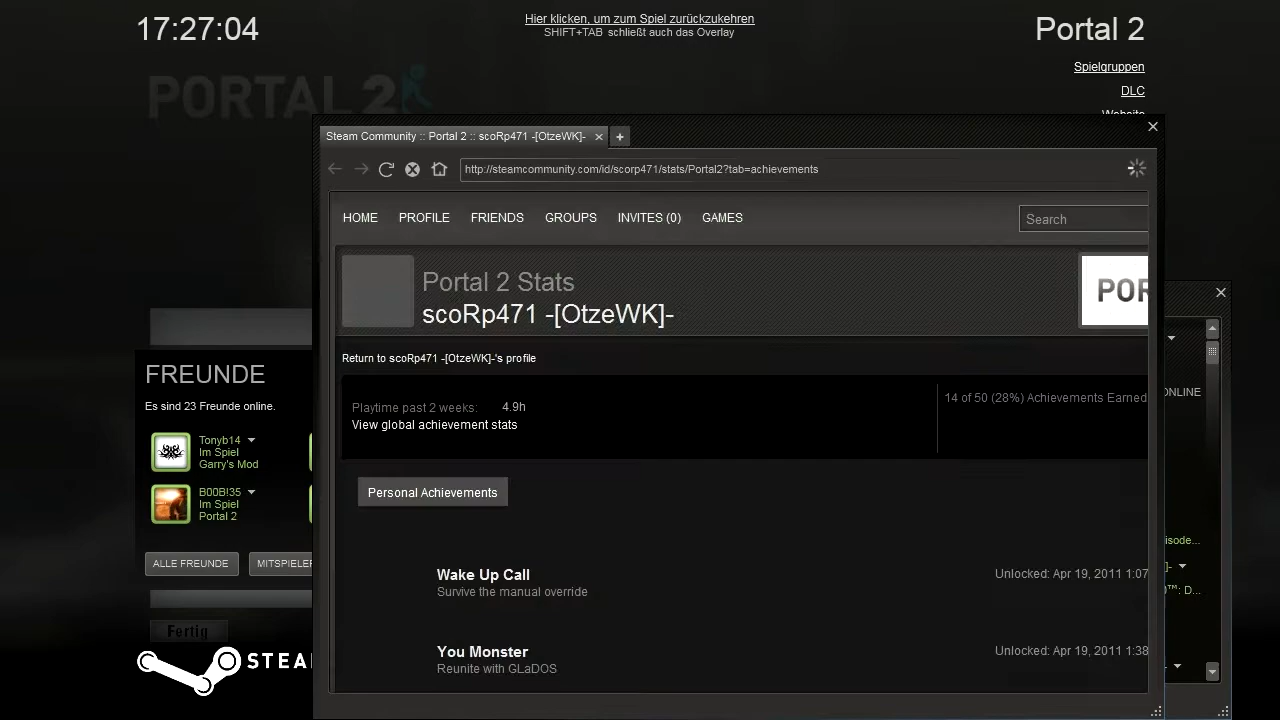 17:27:04
Hier klicken, um zum Spiel zurückzukehren
SHIFT+TAB schließt auch das Overlay
Portal 2
Spielgruppen
DLC
Website
PORTAL 2
Steam Community :: Portal 2 :: scoRp471 -[OtzeWK]-
http://steamcommunity.com/id/scorp471/stats/Portal2?tab=achievements
HOME PROFILE FRIENDS GROUPS INVITES (0) GAMES
Search
Portal 2 Stats
scoRp471 -[OtzeWK]-
POR
Return to scoRp471 -[OtzeWK]-'s profile
Playtime past 2 weeks: 4.9h
View global achievement stats
14 of 50 (28%) Achievements Earned
Personal Achievements
Wake Up Call
Survive the manual override
Unlocked: Apr 19, 2011 1:07
You Monster
Reunite with GLaDOS
Unlocked: Apr 19, 2011 1:38
FREUNDE
Es sind 23 Freunde online.
Tonyb14
Im Spiel
Garry's Mod
B00B!35
Im Spiel
Portal 2
ALLE FREUNDE
MITSPIELER
Fertig
STEA
ONLINE
isode...
]-
™: D...